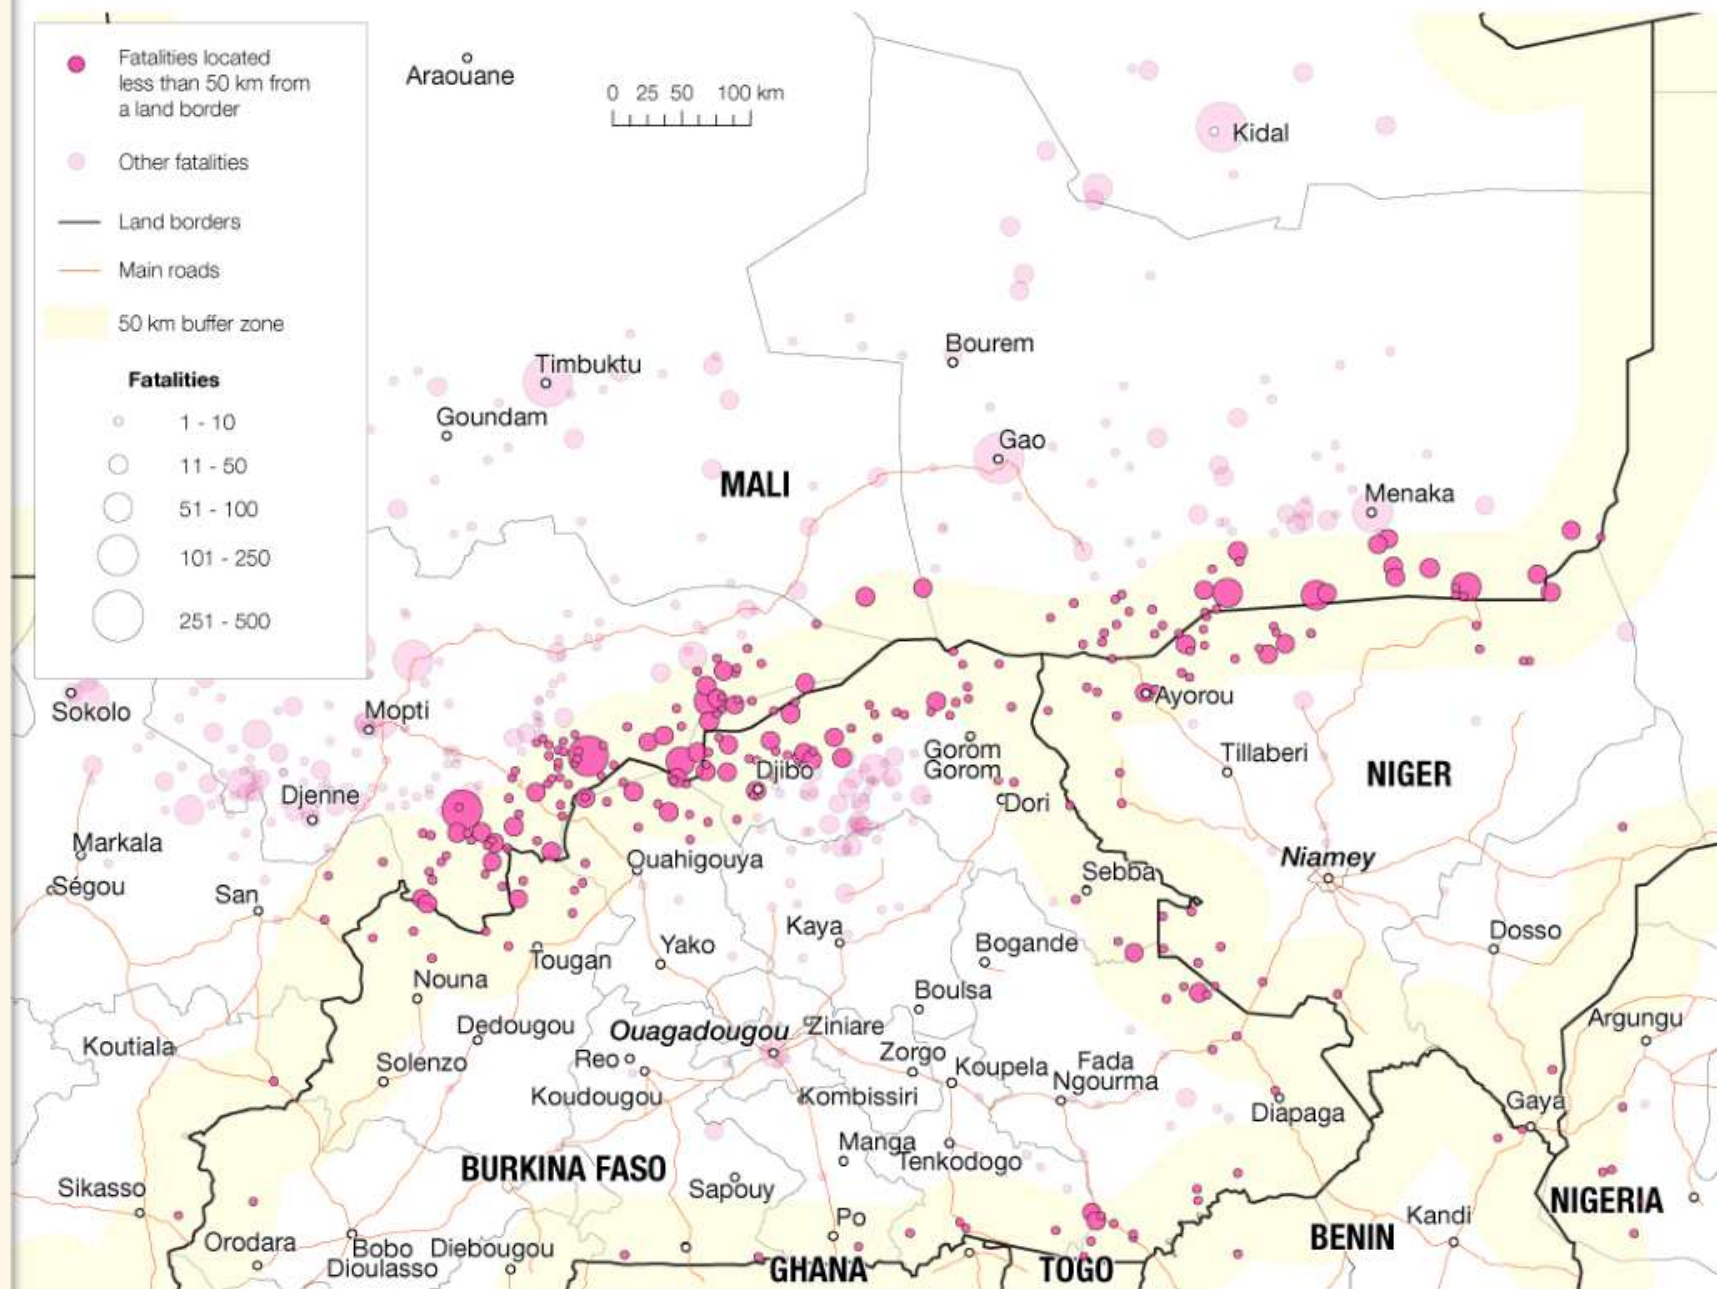 Fatalities located
less than 50 km from
a land border
Other fatalities
Land borders
Main roads
50 km buffer zone
Fatalities
1 - 10
11 - 50
51 - 100
101 - 250
251 - 500
Araouane
0 25 50 100 km
Kidal
Timbuktu
Bourem
Goundam
Gao
MALI
Menaka
Sokolo
Mopti
Ayorou
Gorom
Gorom
Tillaberi
NIGER
Djibo
Djenne
Dori
Markala
Ouahigouya
Niamey
Ségou
San
Sebba
Kaya
Yako
Bogande
Dosso
Tougan
Nouna
Boulsa
Dedougou
Ouagadougou
Ziniare
Argungu
Koutiala
Solenzo
Reo
Zorgo
Koupela
Fada
Ngourma
Koudougou
Kombissiri
Diapaga
Gaya
Manga
Tenkodogo
BURKINA FASO
Sikasso
Sapouy
NIGERIA
Po
Kandi
BENIN
Orodara
Bobo
Dioulasso
Diebougou
GHANA
TOGO